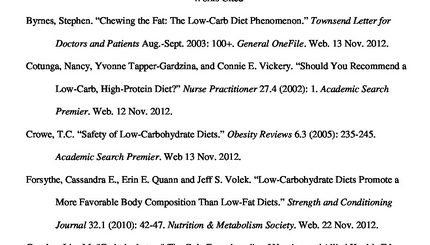 Works Cited
Byrnes, Stephen. “Chewing the Fat: The Low-Carb Diet Phenomenon.” Townsend Letter for
Doctors and Patients Aug.-Sept. 2003: 100+. General OneFile. Web. 13 Nov. 2012.
Cotunga, Nancy, Yvonne Tapper-Gardzina, and Connie E. Vickery. “Should You Recommend a
Low-Carb, High-Protein Diet?” Nurse Practitioner 27.4 (2002): 1. Academic Search
Premier. Web. 12 Nov. 2012.
Crowe, T.C. “Safety of Low-Carbohydrate Diets.” Obesity Reviews 6.3 (2005): 235-245.
Academic Search Premier. Web 13 Nov. 2012.
Forsythe, Cassandra E., Erin E. Quann and Jeff S. Volek. “Low-Carbohydrate Diets Promote a
More Favorable Body Composition Than Low-Fat Diets.” Strength and Conditioning
Journal 32.1 (2010): 42-47. Nutrition & Metabolism Society. Web. 22 Nov. 2012.